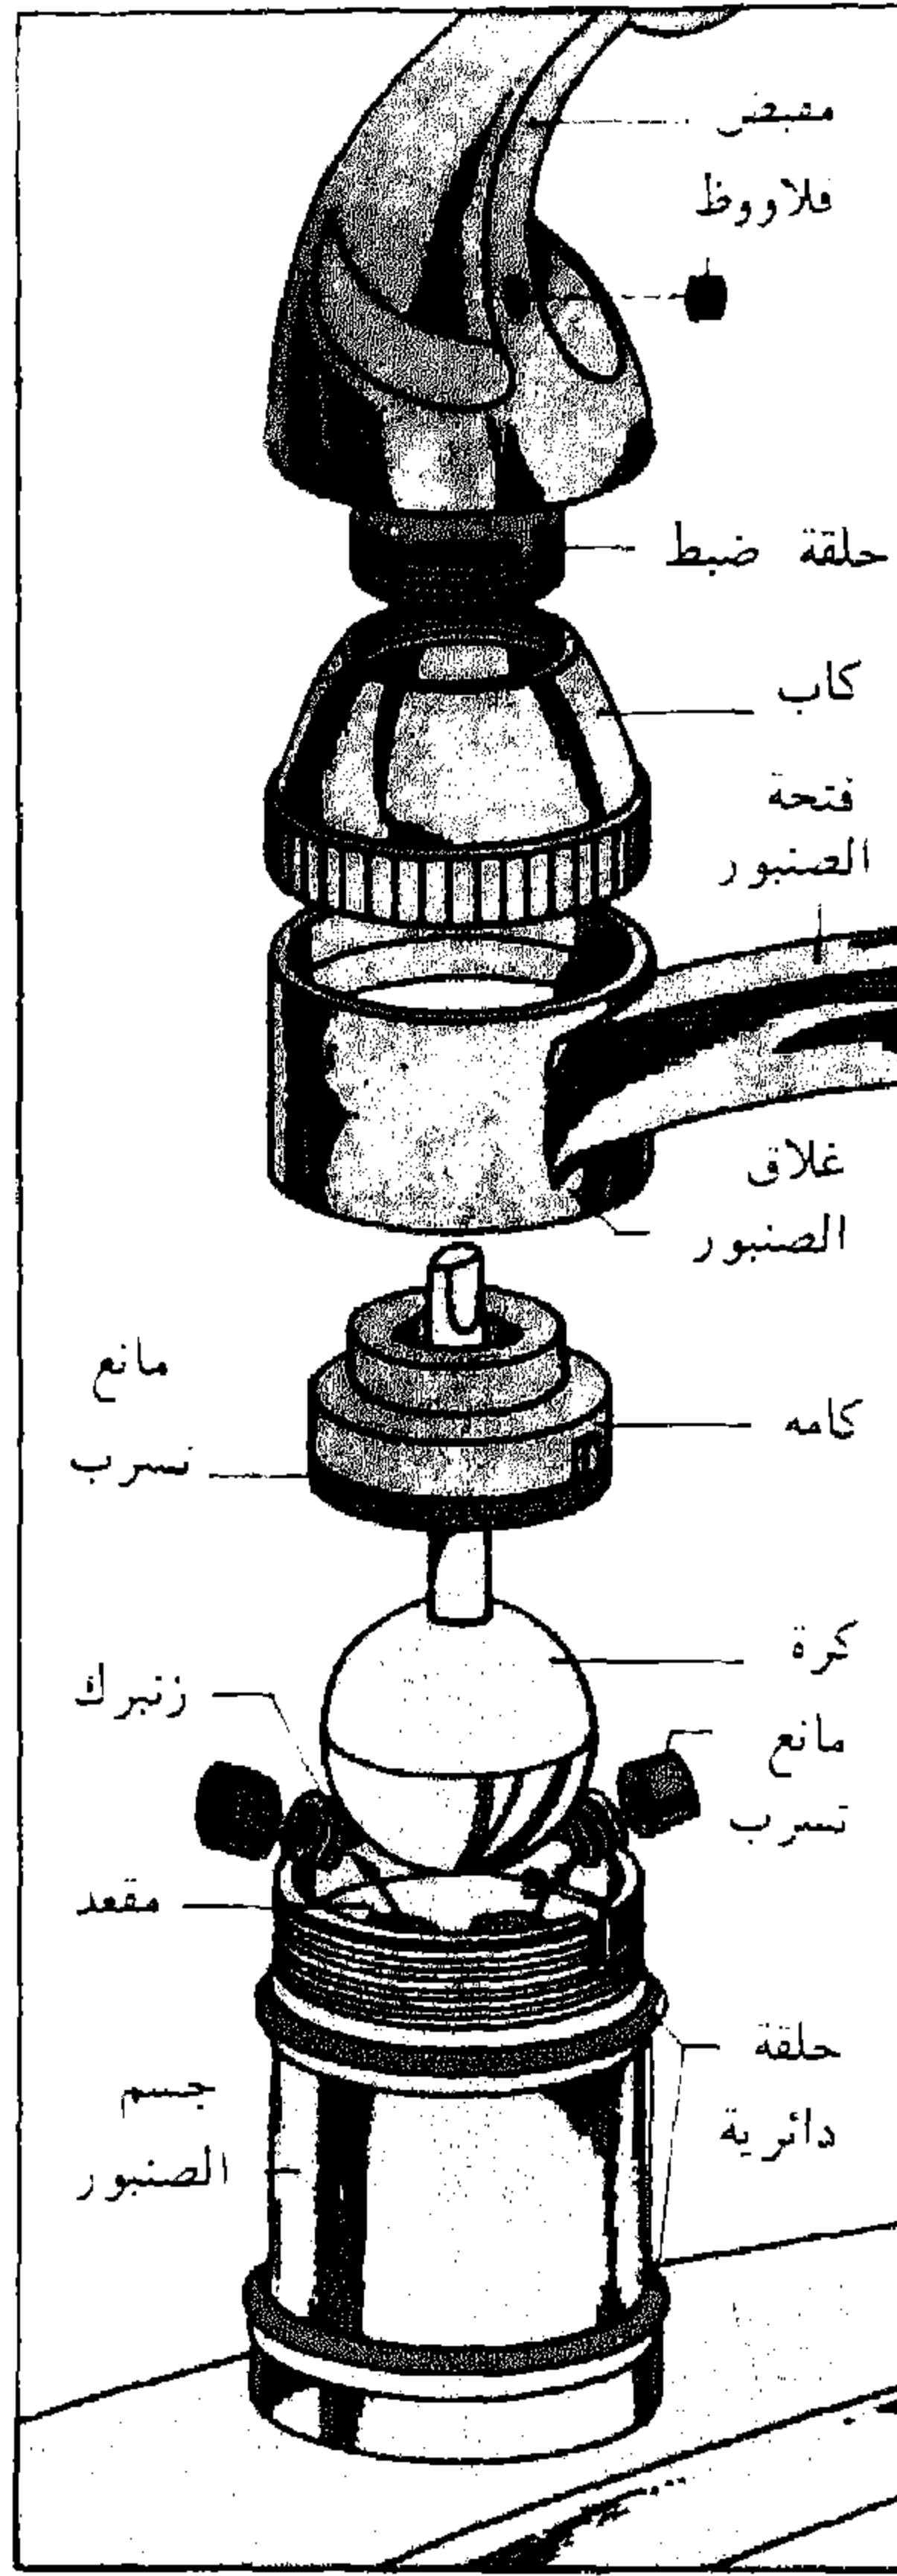 مقبض
فلاووظ
حلقة ضبط
كاب
فتحة
الصنبور
غلاق
الصنبور
مانع
تسرب
كامه
كرة
زنبرك
مانع
تسرب
مقعد
حلقة
دائرية
جسم
الصنبور